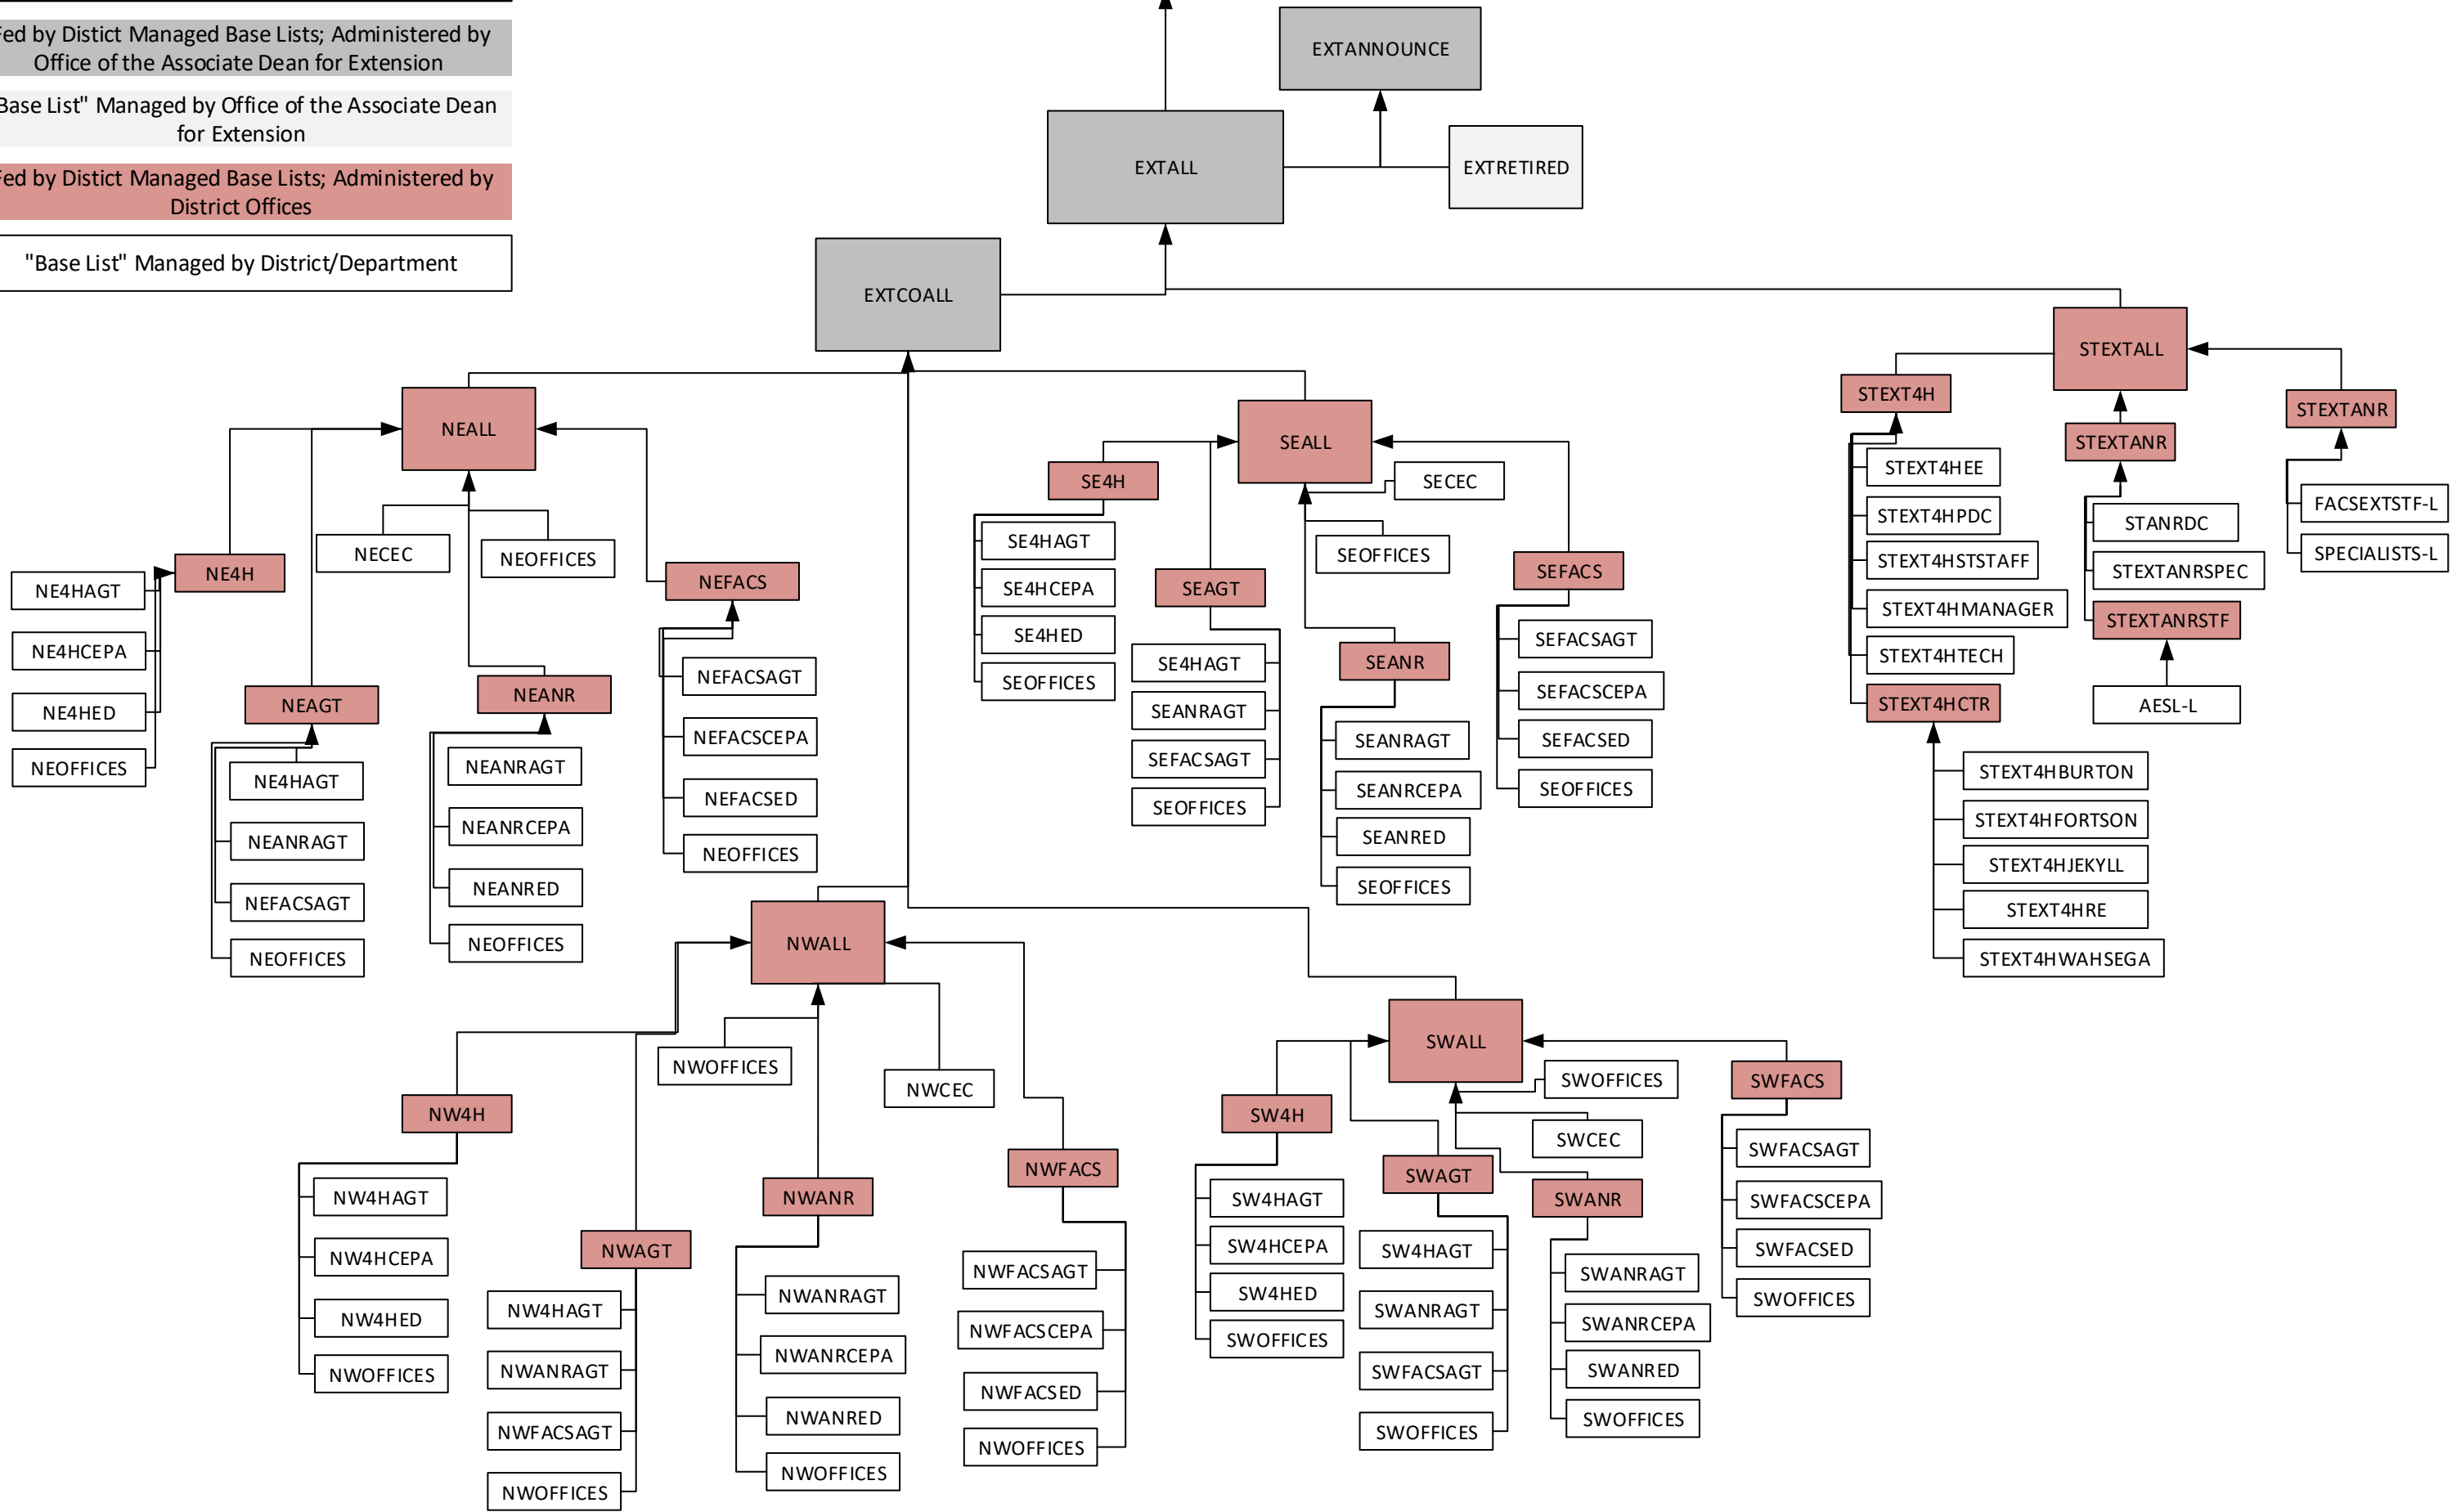 ed by Distict Managed Base Lists; Administered by
Office of the Associate Dean for Extension
Base List" Managed by Office of the Associate Dean
for Extension
ed by Distict Managed Base Lists; Administered by
District Offices
"Base List" Managed by District/Department
EXTANNOUNCE
EXTALL
EXTRETIRED
EXTCOALL
STEXTALL
NEALL
NECEC
NEOFFICES
NE4H
NE4HAGT
NE4HCEPA
NE4HED
NEOFFICES
NEAGT
NE4HAGT
NEANRAGT
NEFACSAGT
NEOFFICES
NEANR
NEANRAGT
NEANRCEPA
NEANRED
NEOFFICES
NEFACS
NEFACSAGT
NEFACSCEPA
NEFACSED
NEOFFICES
SEALL
SECEC
SEOFFICES
SE4H
SE4HAGT
SE4HCEPA
SE4HED
SEOFFICES
SEAGT
SE4HAGT
SEANRAGT
SEFACSAGT
SEOFFICES
SEANR
SEANRAGT
SEANRCEPA
SEANRED
SEOFFICES
SEFACS
SEFACSAGT
SEFACSCEPA
SEFACSED
SEOFFICES
STEXT4H
STEXT4HEE
STEXT4HPDC
STEXT4HSTSTAFF
STEXT4HMANAGER
STEXT4HTECH
STEXT4HCTR
STEXT4HBURTON
STEXT4HFORTSON
STEXT4HJEKYLL
STEXT4HRE
STEXT4HWAHSEGA
STEXTANR
STANRDC
STEXTANRSPEC
STEXTANRSTF
AESL-L
STEXTANR
FACSEXTSTF-L
SPECIALISTS-L
NWALL
NWOFFICES
NWCEC
NW4H
NW4HAGT
NW4HCEPA
NW4HED
NWOFFICES
NWAGT
NW4HAGT
NWANRAGT
NWFACSAGT
NWOFFICES
NWANR
NWANRAGT
NWANRCEPA
NWANRED
NWOFFICES
NWFACS
NWFACSAGT
NWFACSCEPA
NWFACSED
NWOFFICES
SWALL
SWOFFICES
SWCEC
SW4H
SW4HAGT
SW4HCEPA
SW4HED
SWOFFICES
SWAGT
SW4HAGT
SWANRAGT
SWFACSAGT
SWOFFICES
SWANR
SWANRAGT
SWANRCEPA
SWANRED
SWOFFICES
SWFACS
SWFACSAGT
SWFACSCEPA
SWFACSED
SWOFFICES